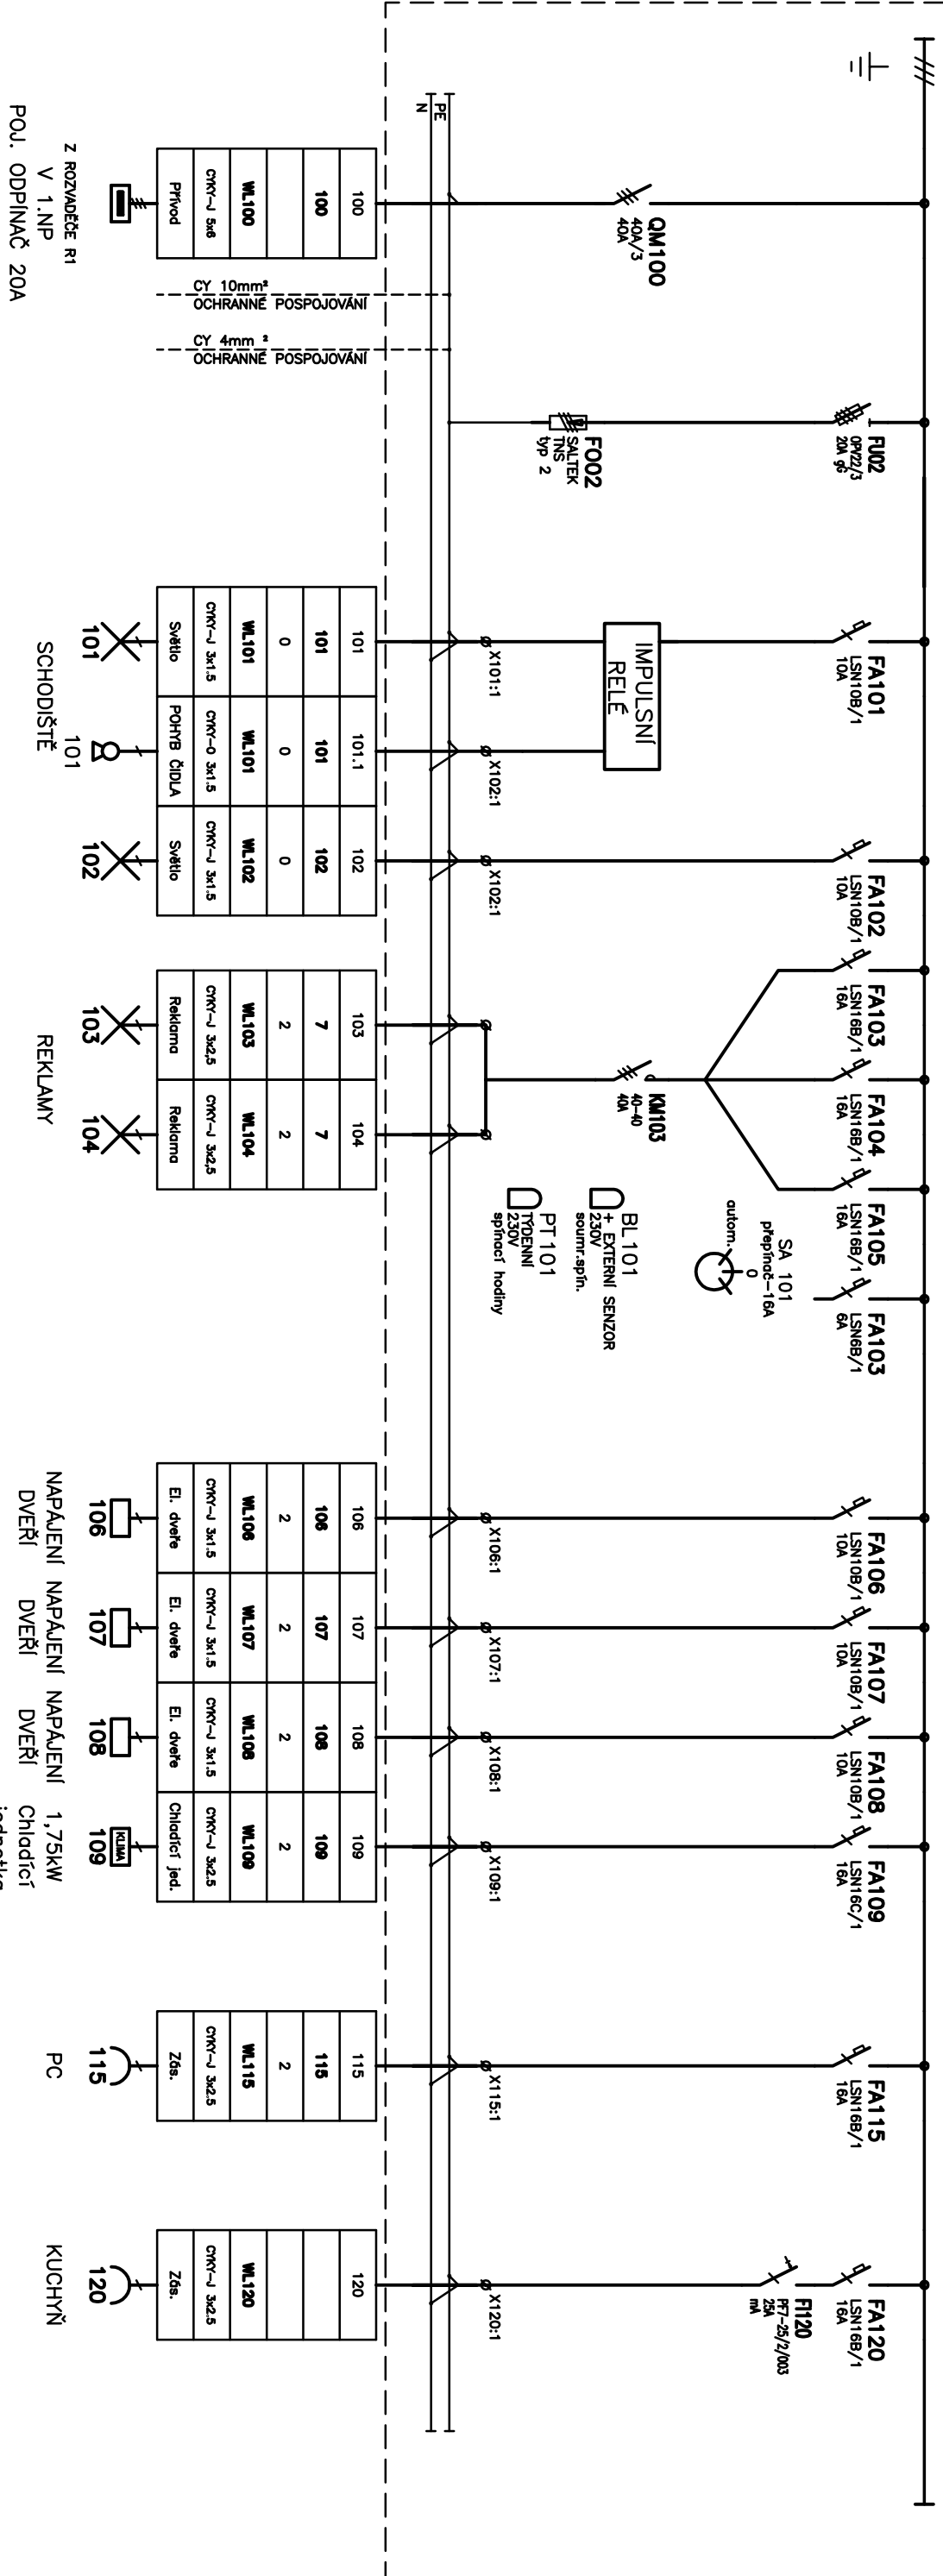 QM100
40A/3
40A
FU02
OPV22/3
20A gG
FO02
SALTEK
TNS
typ 2
FA101
LSN10B/1
10A
FA102
LSN10B/1
10A
FA103
LSN16B/1
16A
FA104
LSN16B/1
16A
FA105
LSN16B/1
16A
FA103
LSN6B/1
6A
FA106
LSN10B/1
10A
FA107
LSN10B/1
10A
FA108
LSN10B/1
10A
FA109
LSN16C/1
16A
FA115
LSN16B/1
16A
FA120
LSN16B/1
16A
FI120
PF7-25/2/003
25A
mA
SA 101
přepínač-16A
0
autom.
IMPULSNÍ
RELÉ
KM103
40-40
40A
BL101
+ EXTERNÍ SENZOR
230V
soumr.spín.
PT101
TÝDENNÍ
230V
spínací hodiny
X101:1
X102:1
X102:1
X106:1
X107:1
X108:1
X109:1
X115:1
X120:1
PE
N
100
100
WL100
CYKY-J 5x6
Přívod
CY 10mm²
OCHRANNÉ POSPOJOVÁNÍ
CY 4mm ²
OCHRANNÉ POSPOJOVÁNÍ
101
101
0
WL101
CYKY-J 3x1.5
Světlo
101.1
101
0
WL101
CYKY-O 3x1.5
POHYB ČIDLA
102
102
0
WL102
CYKY-J 3x1.5
Světlo
103
7
2
WL103
CYKY-J 3x2,5
Reklama
104
7
2
WL104
CYKY-J 3x2,5
Reklama
106
106
2
WL106
CYKY-J 3x1.5
El. dveře
107
107
2
WL107
CYKY-J 3x1.5
El. dveře
108
108
2
WL108
CYKY-J 3x1.5
El. dveře
109
109
2
WL109
CYKY-J 3x2.5
Chladící jed.
115
115
2
WL115
CYKY-J 3x2.5
Zás.
120
WL120
CYKY-J 3x2.5
Zás.
Z ROZVADĚČE R1
V 1.NP
POJ. ODPÍNAČ 20A
101
101
102
SCHODIŠTĚ
103
104
REKLAMY
106
NAPÁJENÍ
DVEŘÍ
107
NAPÁJENÍ
DVEŘÍ
108
NAPÁJENÍ
DVEŘÍ
KLIMA
109
1,75kW
Chladící
jednotka
115
PC
120
KUCHYŇ